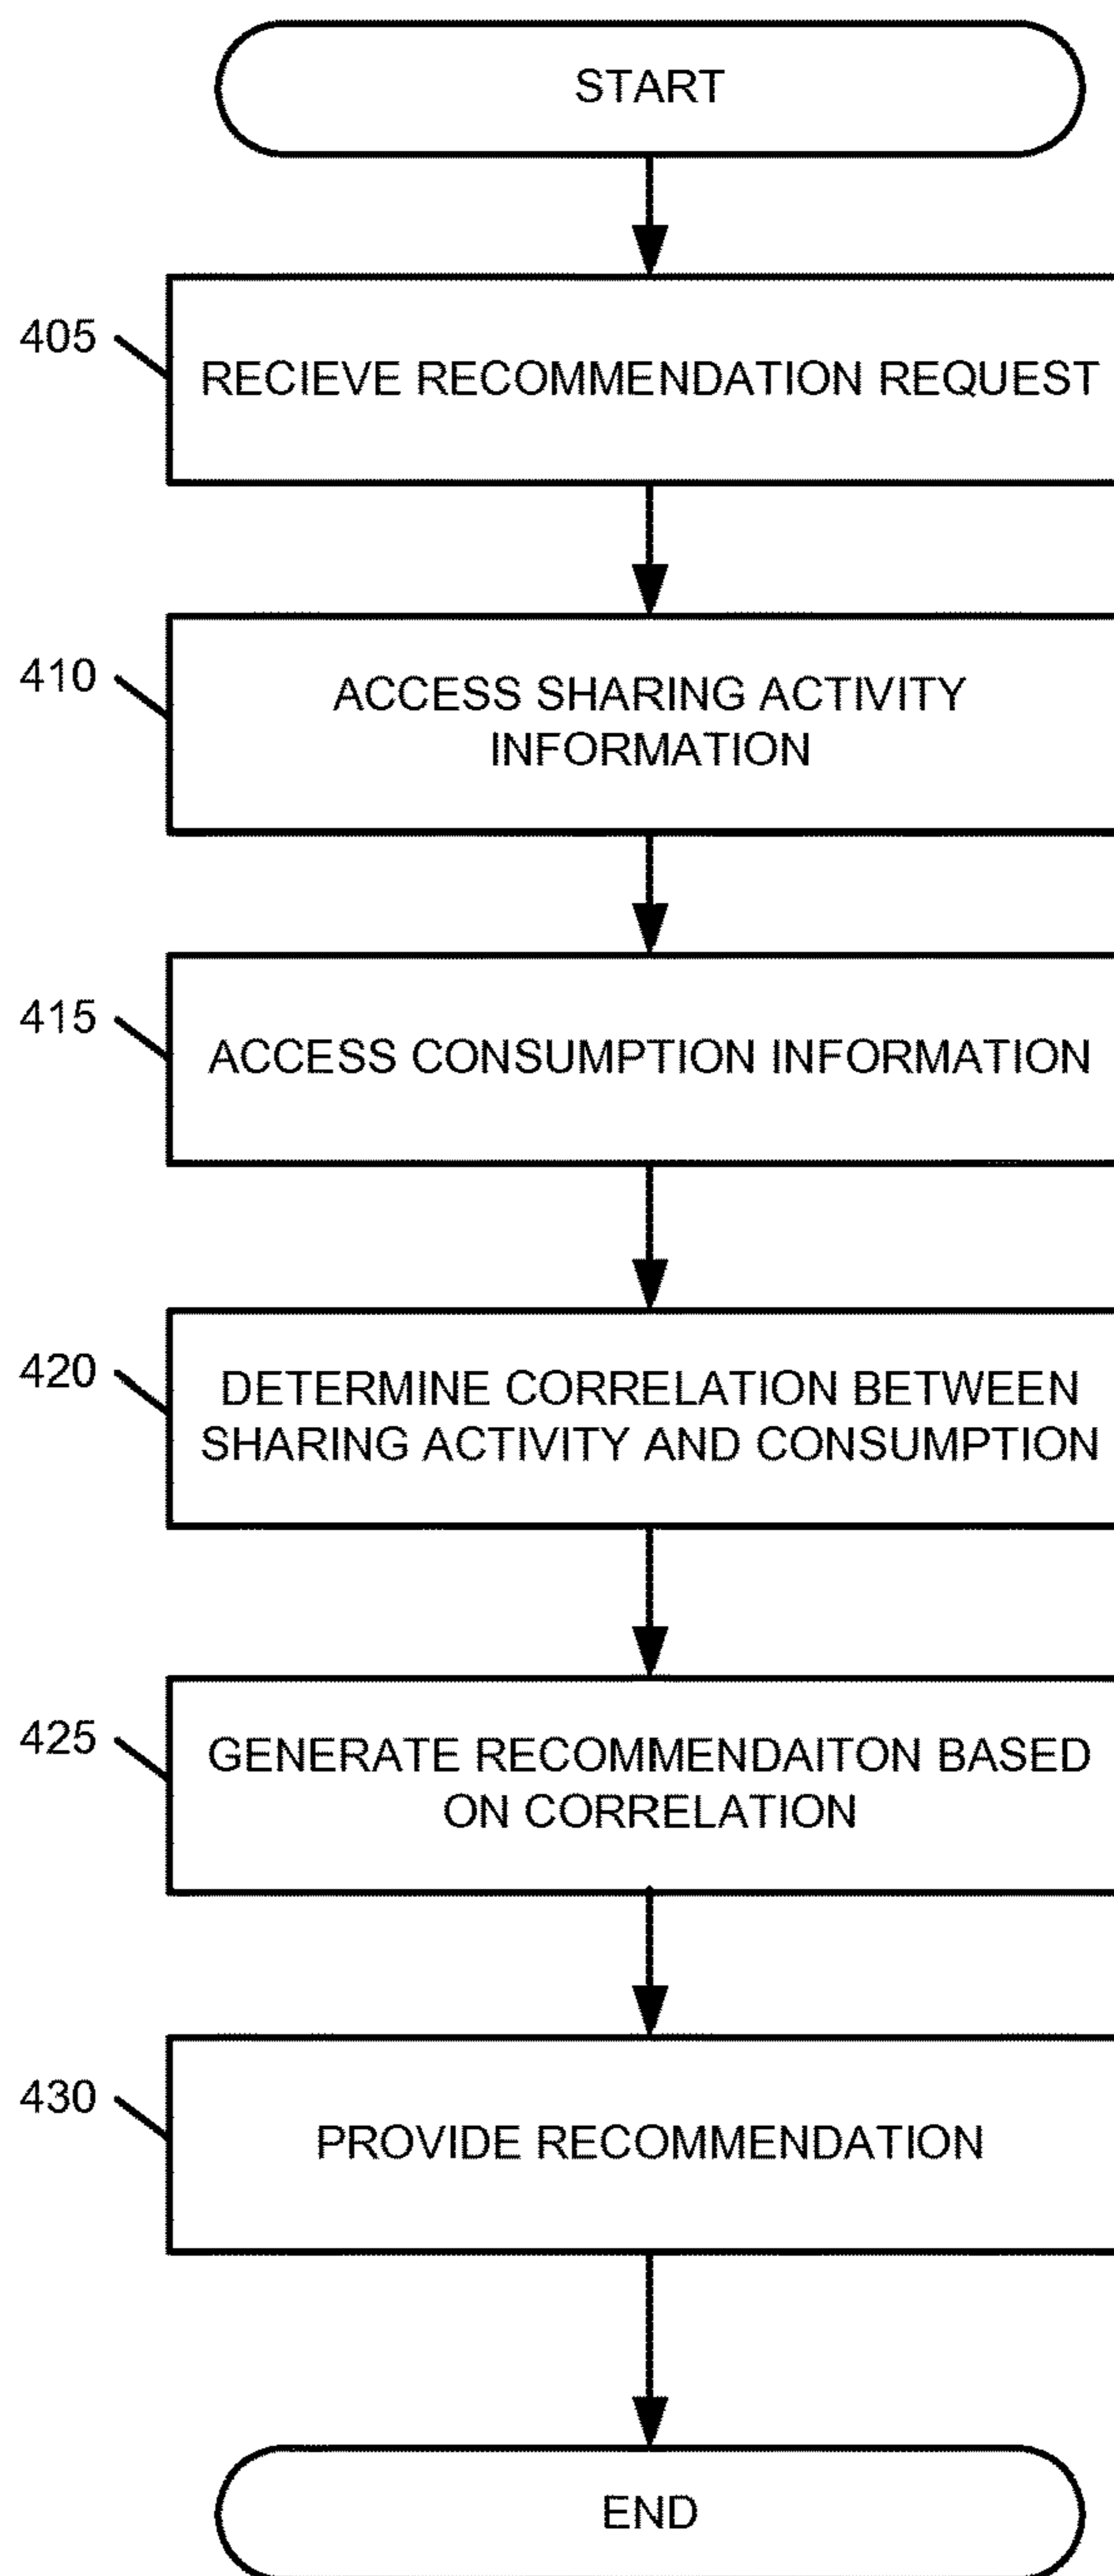 START
405
RECIEVE RECOMMENDATION REQUEST
410
ACCESS SHARING ACTIVITY
INFORMATION
415
ACCESS CONSUMPTION INFORMATION
420
DETERMINE CORRELATION BETWEEN
SHARING ACTIVITY AND CONSUMPTION
425
GENERATE RECOMMENDAITON BASED
ON CORRELATION
430
PROVIDE RECOMMENDATION
END